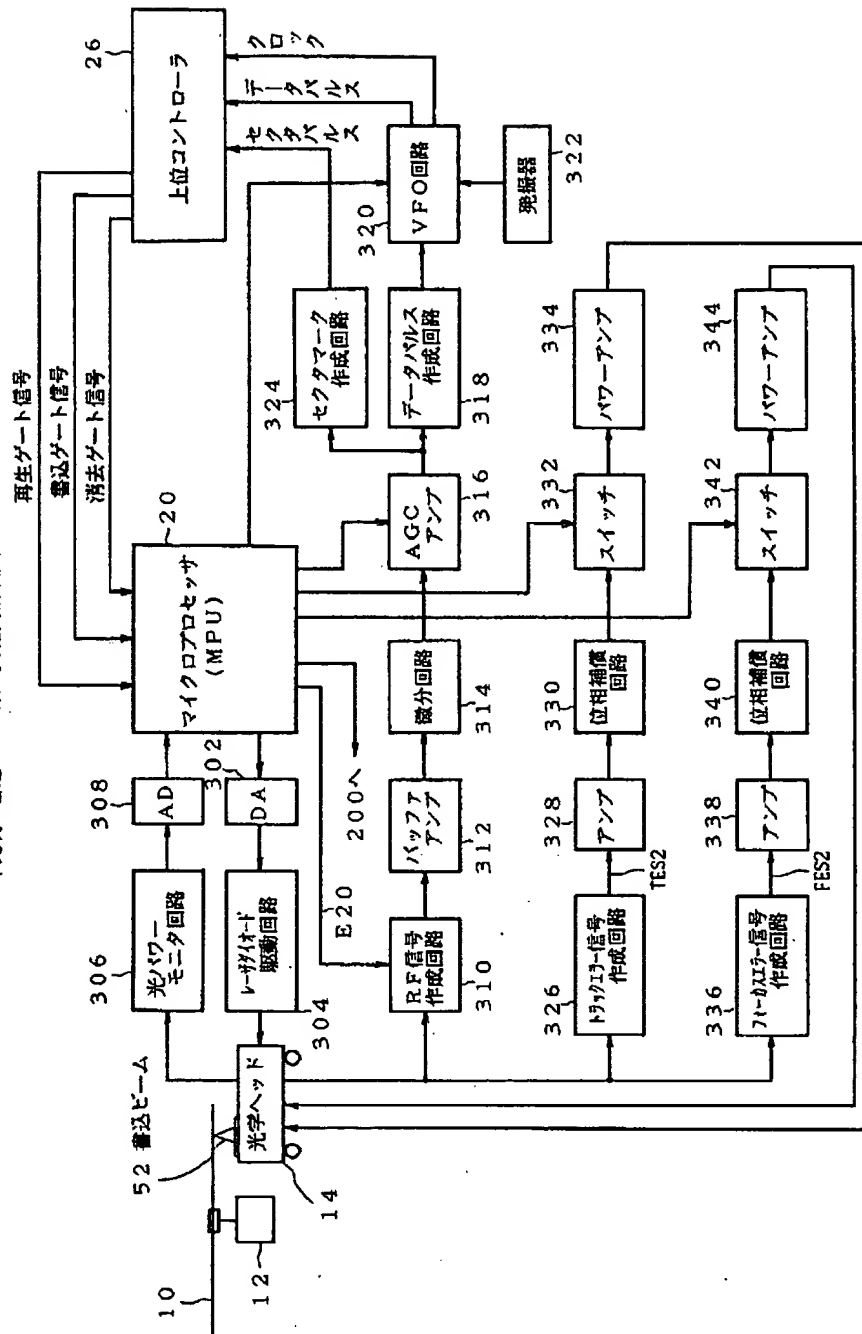 再生ゲート信号
書込ゲート信号
消去ゲート信号
26
上位コントローラ
クロック
データパルス
セクタパルス
20
マイクロプロセッサ
(MPU)
308
AD
302
DA
306
光パワー
モニタ回路
レーザダイオード
駆動回路
304
52 書込ビーム
光学ヘッド
14
10
12
E20
200へ
RF信号
作成回路
310
バッファ
アンプ
312
微分回路
314
AGC
アンプ
316
データパルス
作成回路
318
324
セクタマーク
作成回路
320
VFO回路
発振器
322
326
トラックエラー信号
作成回路
TES2
328
アンプ
330
位相補償
回路
332
スイッチ
334
パワーアンプ
336
フォーカスエラー信号
作成回路
FES2
338
アンプ
340
位相補償
回路
342
スイッチ
344
パワーアンプ